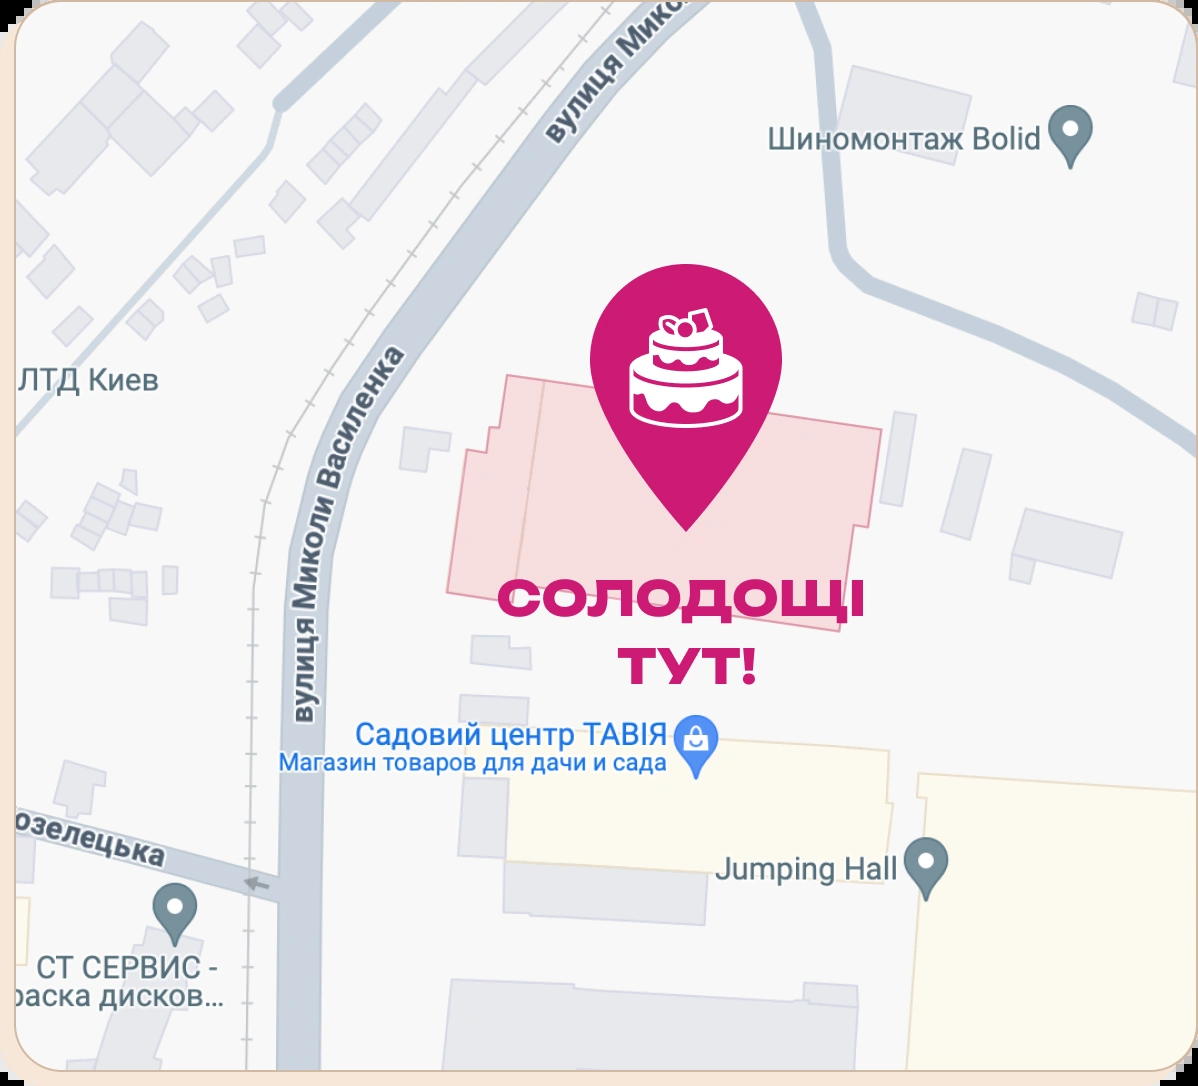 вулиця Мико
Шиномонтаж Bolid
ЛТД Киев
вулиця Миколи Василенка
СОЛОДОЩІ
ТУТ!
Садовий центр ТАВІЯ
Магазин товаров для дачи и сада
озелецька
Jumping Hall
СТ СЕРВИС -
раска дисков...